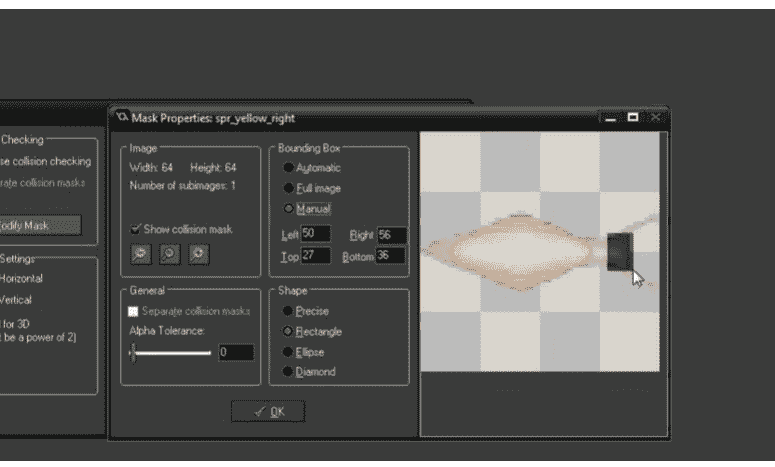 Mask Properties: spr_yellow_right
Checking
se collision checking
rate collision masks
odify Mask
Settings
Horizontal
Vertical
for 3D
t be a power of 2)
Image
Width: 64 Height: 64
Number of subimages: 1
Show collision mask
General
Separate collision masks
Alpha Tolerance:
0
Bounding Box
Automatic
Full image
Manual
Left 50 Right 56
Top 27 Bottom 36
Shape
Precise
Rectangle
Ellipse
Diamond
OK